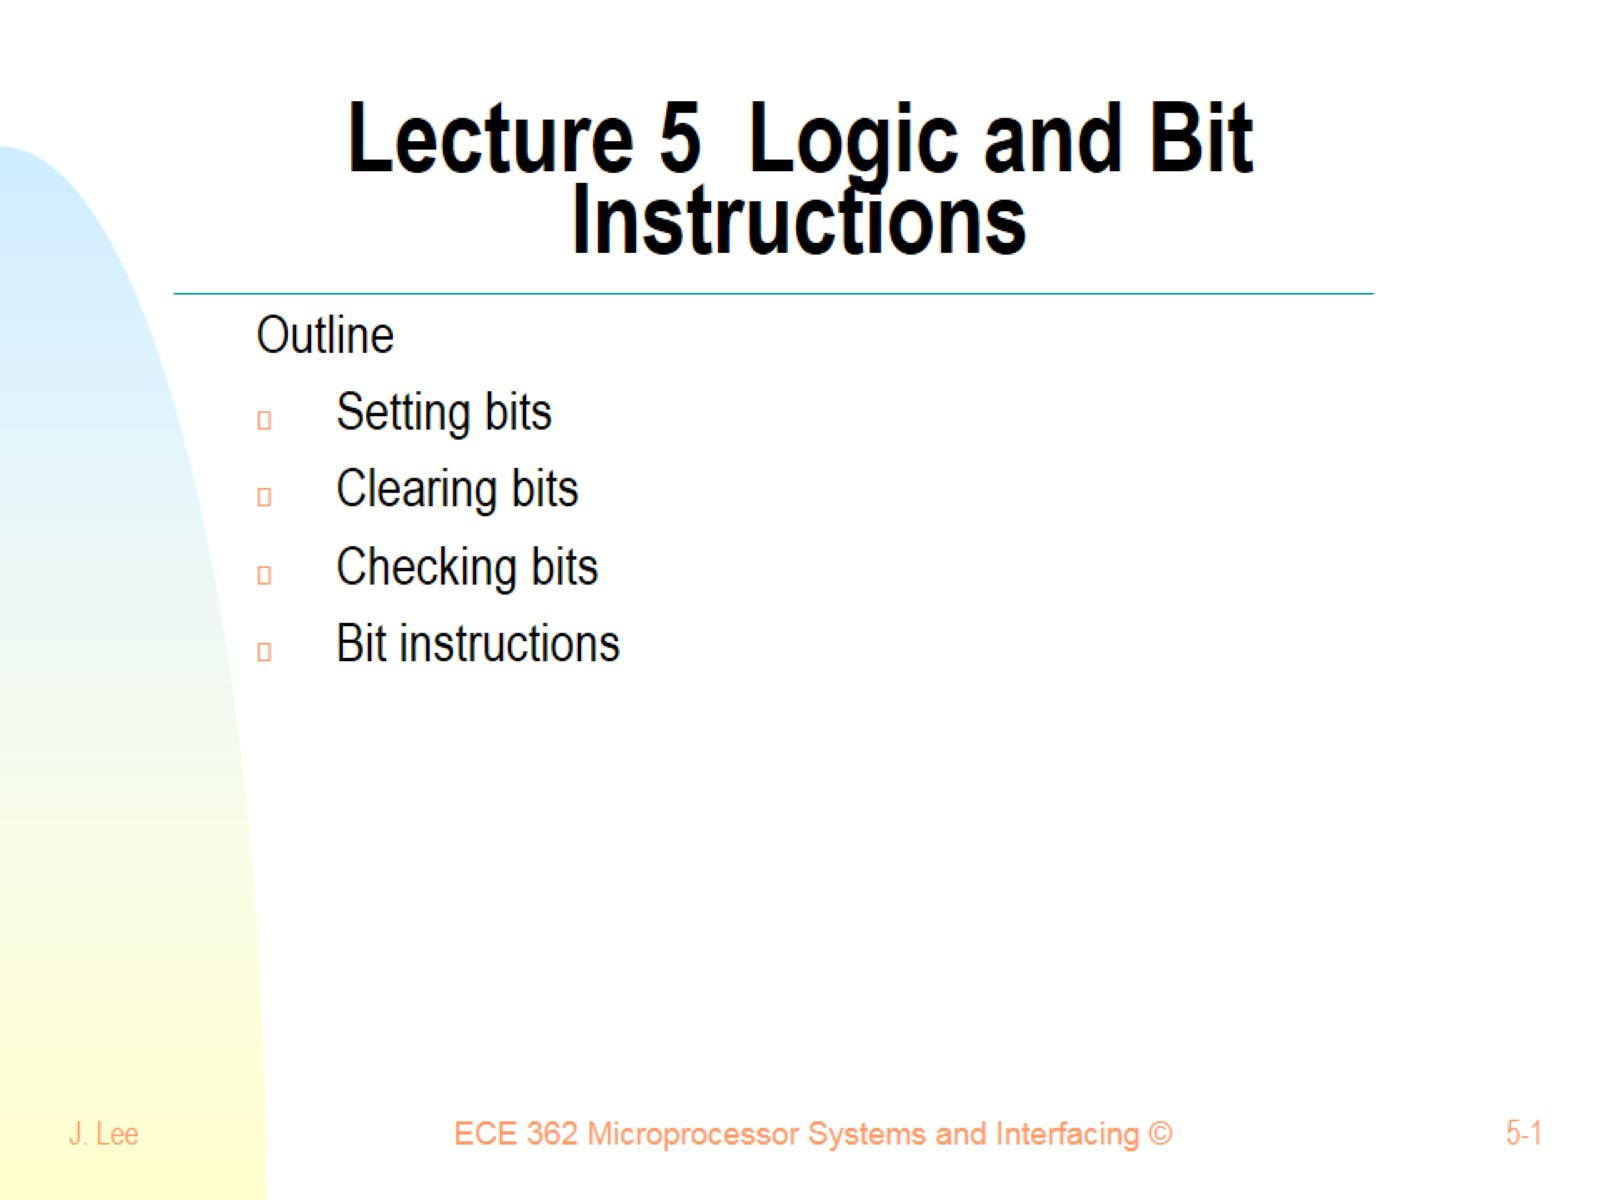 Lecture 5 Logic and Bit
Instructions
Outline
Setting bits
Clearing bits
Checking bits
Bit instructions
J. Lee
ECE 362 Microprocessor Systems and Interfacing ©
5-1